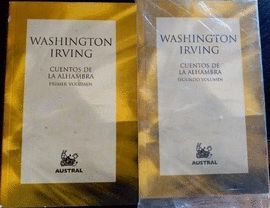 WASHINGTON
IRVING
CUENTOS DE
LA ALHAMBRA
PRIMER VOLUMEN
AUSTRAL
WASHINGTON
IRVING
CUENTOS DE
LA ALHAMBRA
SEGUNDO VOLUMEN
AUSTRAL